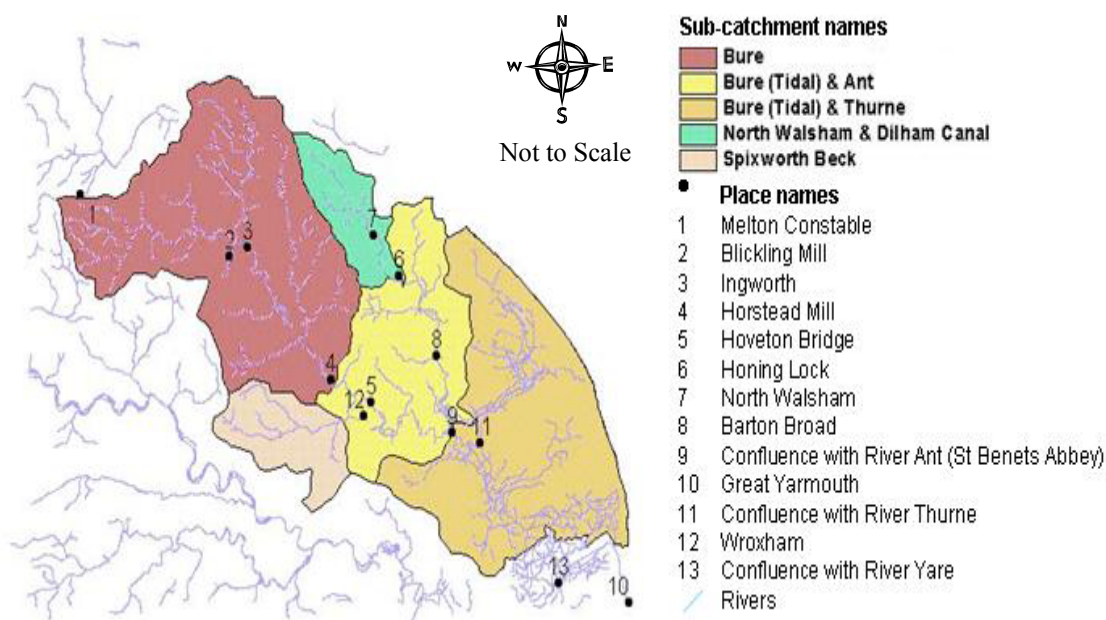 N
W E
S
Not to Scale
1
2 3
4
5
6
7
8
9
10
11
12
13
Sub-catchment names
Bure
Bure (Tidal) & Ant
Bure (Tidal) & Thurne
North Walsham & Dilham Canal
Spixworth Beck
Place names
1 Melton Constable
2 Blickling Mill
3 Ingworth
4 Horstead Mill
5 Hoveton Bridge
6 Honing Lock
7 North Walsham
8 Barton Broad
9 Confluence with River Ant (St Benets Abbey)
10 Great Yarmouth
11 Confluence with River Thurne
12 Wroxham
13 Confluence with River Yare
Rivers